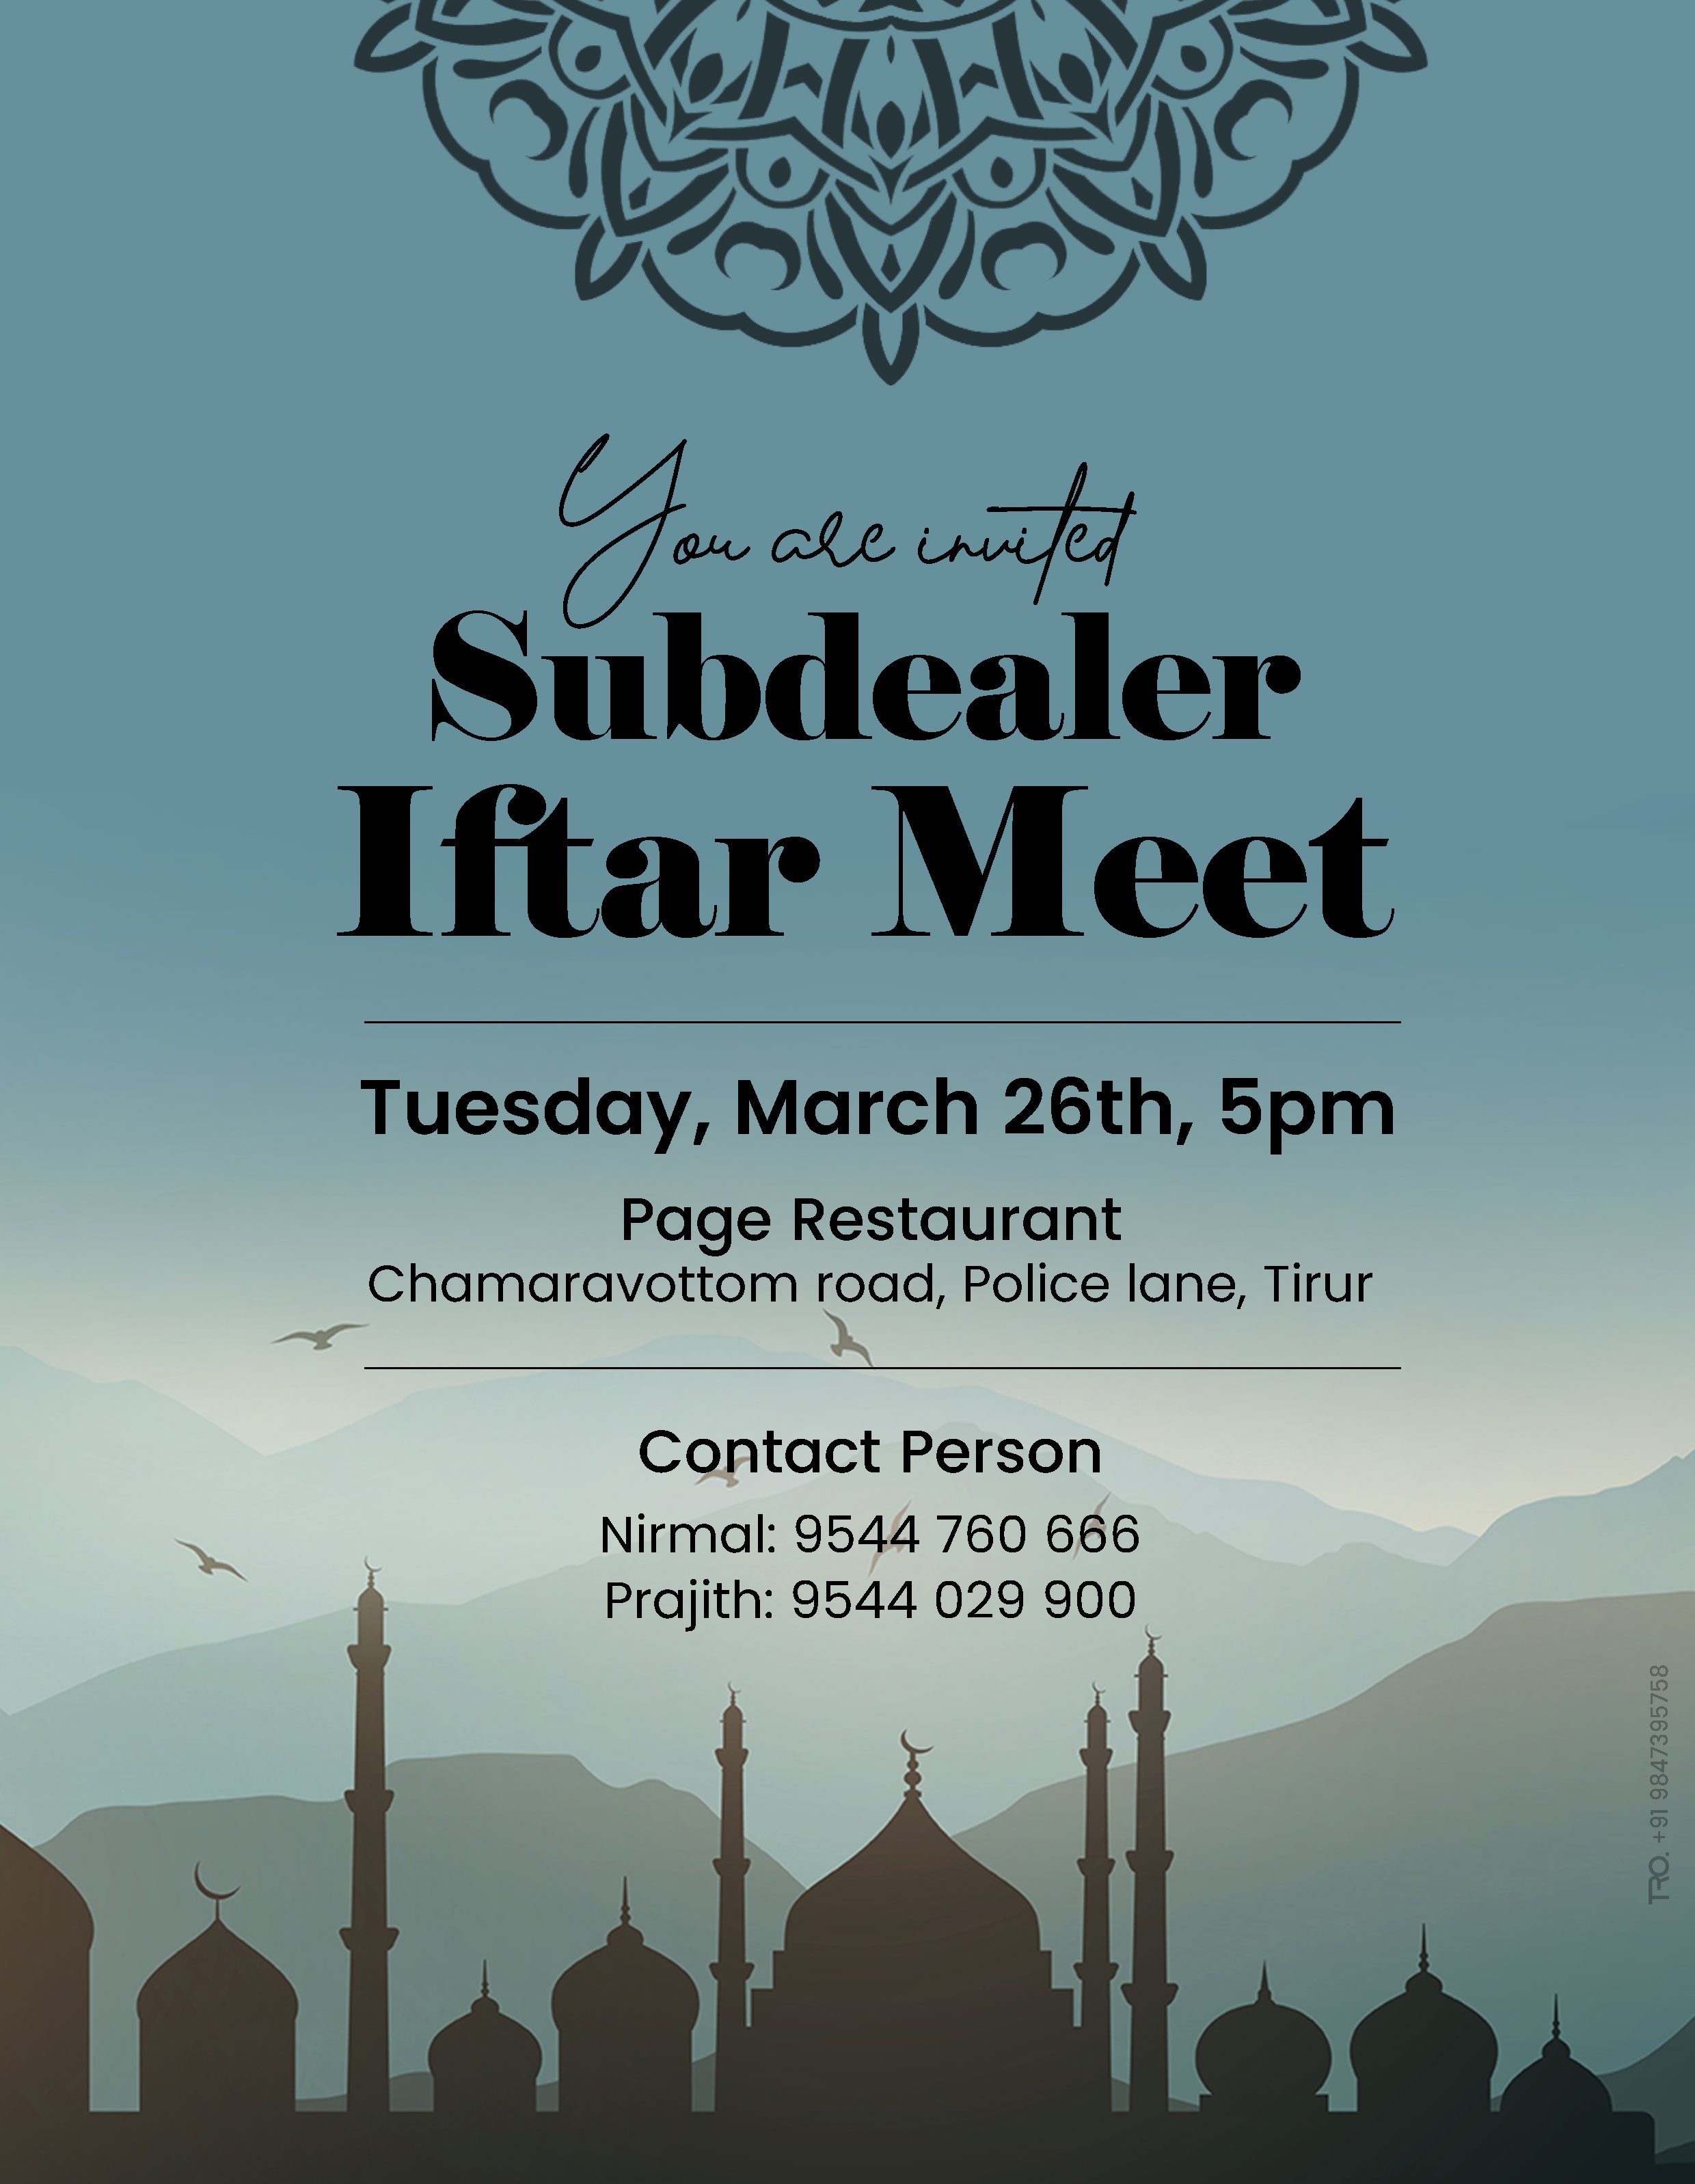 You are invited
Subdealer
Iftar Meet
Tuesday, March 26th, 5pm
Page Restaurant
Chamaravottom road, Police lane, Tirur
Contact Person
Nirmal: 9544 760 666
Prajith: 9544 029 900
TRO. +91 9847395758